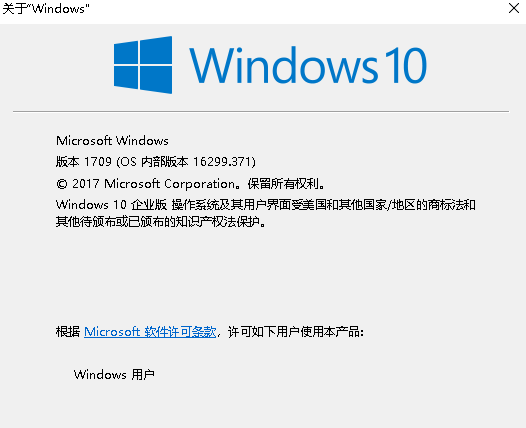 关于“Windows”
Windows 10
Microsoft Windows
版本 1709 (OS 内部版本 16299.371)
© 2017 Microsoft Corporation。保留所有权利。
Windows 10 企业版 操作系统及其用户界面受美国和其他国家/地区的商标法和
其他待颁布或已颁布的知识产权法保护。
根据 Microsoft 软件许可条款，许可如下用户使用本产品:
Windows 用户